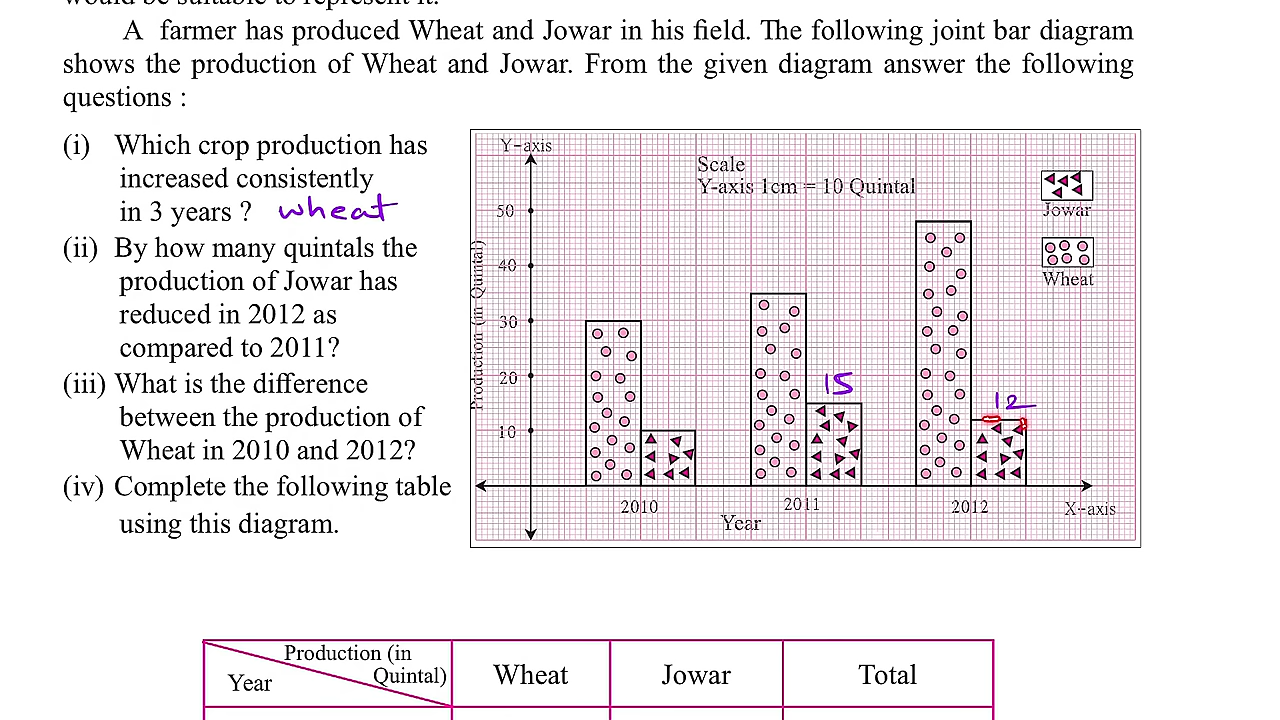 would be suitable to represent it.
A farmer has produced Wheat and Jowar in his field. The following joint bar diagram
shows the production of Wheat and Jowar. From the given diagram answer the following
questions :
(i) Which crop production has
increased consistently
in 3 years ? wheat
(ii) By how many quintals the
production of Jowar has
reduced in 2012 as
compared to 2011?
(iii) What is the difference
between the production of
Wheat in 2010 and 2012?
(iv) Complete the following table
using this diagram.
Y-axis
Scale
Y-axis 1cm = 10 Quintal
Jowar
Wheat
Production (in Quintal)
50
40
30
20
10
15
12
2010
2011
2012
X-axis
Year
Production (in
Quintal)
Year
Wheat
Jowar
Total